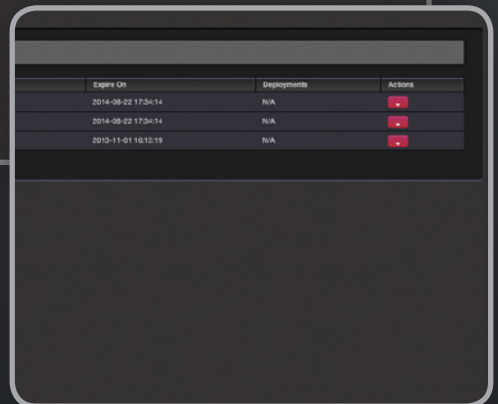 Expire On Deployments Actions
2014-08-22 17:34:14 N/A
2014-08-22 17:34:14 N/A
2013-11-01 16:12:19 N/A